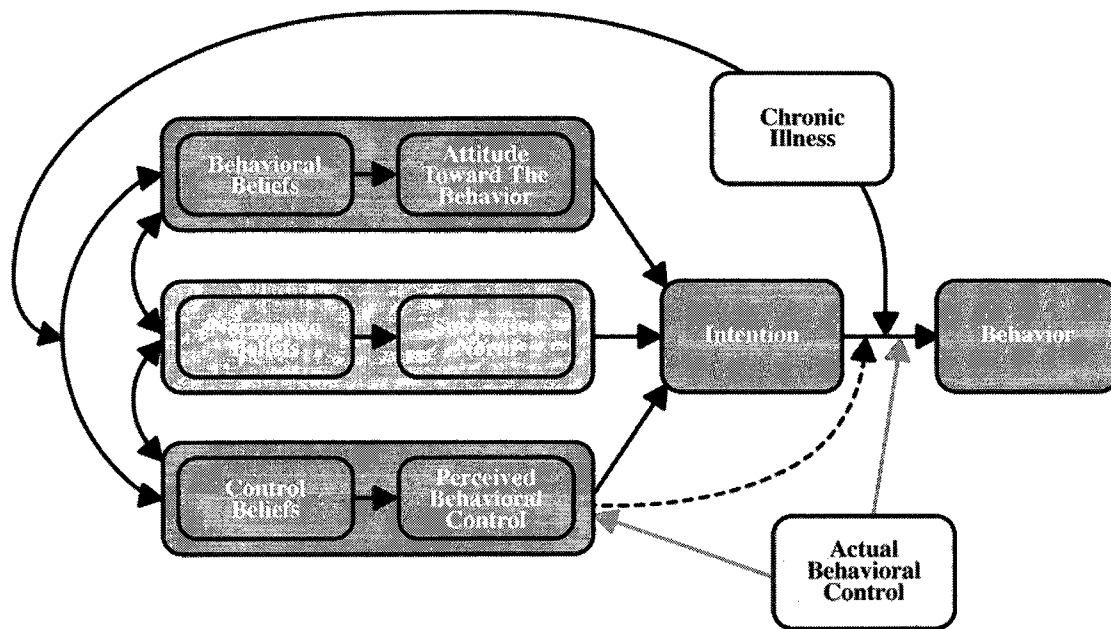 Chronic
Illness
Behavioral
Beliefs
Attitude
Toward The
Behavior
Intention
Behavior
Control
Beliefs
Perceived
Behavioral
Control
Actual
Behavioral
Control